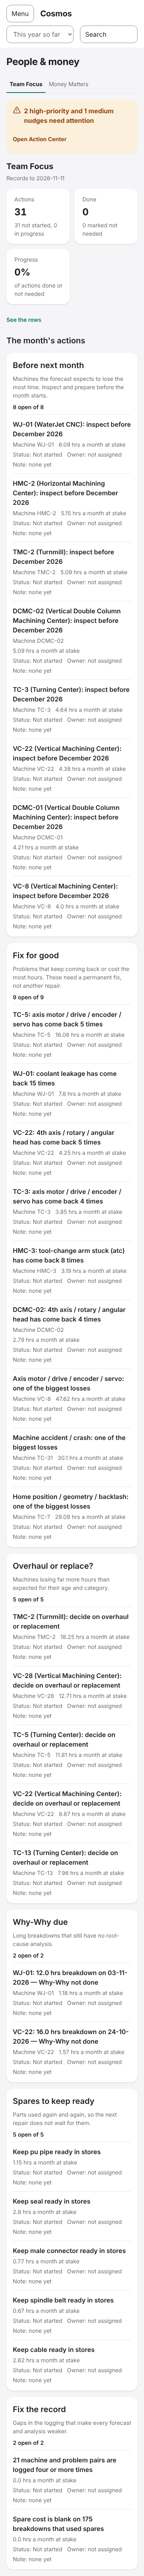 Menu
Cosmos
This year so far
Search
People & money
Team Focus
Money Matters
2 high-priority and 1 medium
nudges need attention
Open Action Center
Team Focus
Records to 2026-11-11
Actions
31
31 not started, 0
in progress
Done
0
0 marked not
needed
Progress
0%
of actions done or
not needed
See the rows
The month's actions
Before next month
Machines the forecast expects to lose the
most time. Inspect and prepare before the
month starts.
8 open of 8
WJ-01 (WaterJet CNC): inspect before
December 2026
Machine WJ-01 6.09 hrs a month at stake
Status: Not started Owner: not assigned
Note: none yet
HMC-2 (Horizontal Machining
Center): inspect before December
2026
Machine HMC-2 5.15 hrs a month at stake
Status: Not started Owner: not assigned
Note: none yet
TMC-2 (Turnmill): inspect before
December 2026
Machine TMC-2 5.09 hrs a month at stake
Status: Not started Owner: not assigned
Note: none yet
DCMC-02 (Vertical Double Column
Machining Center): inspect before
December 2026
Machine DCMC-02
5.09 hrs a month at stake
Status: Not started Owner: not assigned
Note: none yet
TC-3 (Turning Center): inspect before
December 2026
Machine TC-3 4.64 hrs a month at stake
Status: Not started Owner: not assigned
Note: none yet
VC-22 (Vertical Machining Center):
inspect before December 2026
Machine VC-22 4.38 hrs a month at stake
Status: Not started Owner: not assigned
Note: none yet
DCMC-01 (Vertical Double Column
Machining Center): inspect before
December 2026
Machine DCMC-01
4.21 hrs a month at stake
Status: Not started Owner: not assigned
Note: none yet
VC-8 (Vertical Machining Center):
inspect before December 2026
Machine VC-8 4.0 hrs a month at stake
Status: Not started Owner: not assigned
Note: none yet
Fix for good
Problems that keep coming back or cost the
most hours. These need a permanent fix,
not another repair.
9 open of 9
TC-5: axis motor / drive / encoder /
servo has come back 5 times
Machine TC-5 16.06 hrs a month at stake
Status: Not started Owner: not assigned
Note: none yet
WJ-01: coolant leakage has come
back 15 times
Machine WJ-01 7.8 hrs a month at stake
Status: Not started Owner: not assigned
Note: none yet
VC-22: 4th axis / rotary / angular
head has come back 5 times
Machine VC-22 4.25 hrs a month at stake
Status: Not started Owner: not assigned
Note: none yet
TC-3: axis motor / drive / encoder /
servo has come back 4 times
Machine TC-3 3.85 hrs a month at stake
Status: Not started Owner: not assigned
Note: none yet
HMC-3: tool-change arm stuck (atc)
has come back 8 times
Machine HMC-3 3.19 hrs a month at stake
Status: Not started Owner: not assigned
Note: none yet
DCMC-02: 4th axis / rotary / angular
head has come back 4 times
Machine DCMC-02
2.79 hrs a month at stake
Status: Not started Owner: not assigned
Note: none yet
Axis motor / drive / encoder / servo:
one of the biggest losses
Machine VC-8 47.62 hrs a month at stake
Status: Not started Owner: not assigned
Note: none yet
Machine accident / crash: one of the
biggest losses
Machine TC-31 30.1 hrs a month at stake
Status: Not started Owner: not assigned
Note: none yet
Home position / geometry / backlash:
one of the biggest losses
Machine TC-7 29.09 hrs a month at stake
Status: Not started Owner: not assigned
Note: none yet
Overhaul or replace?
Machines losing far more hours than
expected for their age and category.
5 open of 5
TMC-2 (Turnmill): decide on overhaul
or replacement
Machine TMC-2 16.25 hrs a month at stake
Status: Not started Owner: not assigned
Note: none yet
VC-28 (Vertical Machining Center):
decide on overhaul or replacement
Machine VC-28 12.71 hrs a month at stake
Status: Not started Owner: not assigned
Note: none yet
TC-5 (Turning Center): decide on
overhaul or replacement
Machine TC-5 11.81 hrs a month at stake
Status: Not started Owner: not assigned
Note: none yet
VC-22 (Vertical Machining Center):
decide on overhaul or replacement
Machine VC-22 8.87 hrs a month at stake
Status: Not started Owner: not assigned
Note: none yet
TC-13 (Turning Center): decide on
overhaul or replacement
Machine TC-13 7.96 hrs a month at stake
Status: Not started Owner: not assigned
Note: none yet
Why-Why due
Long breakdowns that still have no root-
cause analysis.
2 open of 2
WJ-01: 12.0 hrs breakdown on 03-11-
2026 — Why-Why not done
Machine WJ-01 1.18 hrs a month at stake
Status: Not started Owner: not assigned
Note: none yet
VC-22: 16.0 hrs breakdown on 24-10-
2026 — Why-Why not done
Machine VC-22 1.57 hrs a month at stake
Status: Not started Owner: not assigned
Note: none yet
Spares to keep ready
Parts used again and again, so the next
repair does not wait for them.
5 open of 5
Keep pu pipe ready in stores
1.15 hrs a month at stake
Status: Not started Owner: not assigned
Note: none yet
Keep seal ready in stores
2.8 hrs a month at stake
Status: Not started Owner: not assigned
Note: none yet
Keep male connector ready in stores
0.77 hrs a month at stake
Status: Not started Owner: not assigned
Note: none yet
Keep spindle belt ready in stores
0.67 hrs a month at stake
Status: Not started Owner: not assigned
Note: none yet
Keep cable ready in stores
2.82 hrs a month at stake
Status: Not started Owner: not assigned
Note: none yet
Fix the record
Gaps in the logging that make every forecast
and analysis weaker.
2 open of 2
21 machine and problem pairs are
logged four or more times
0.0 hrs a month at stake
Status: Not started Owner: not assigned
Note: none yet
Spare cost is blank on 175
breakdowns that used spares
0.0 hrs a month at stake
Status: Not started Owner: not assigned
Note: none yet